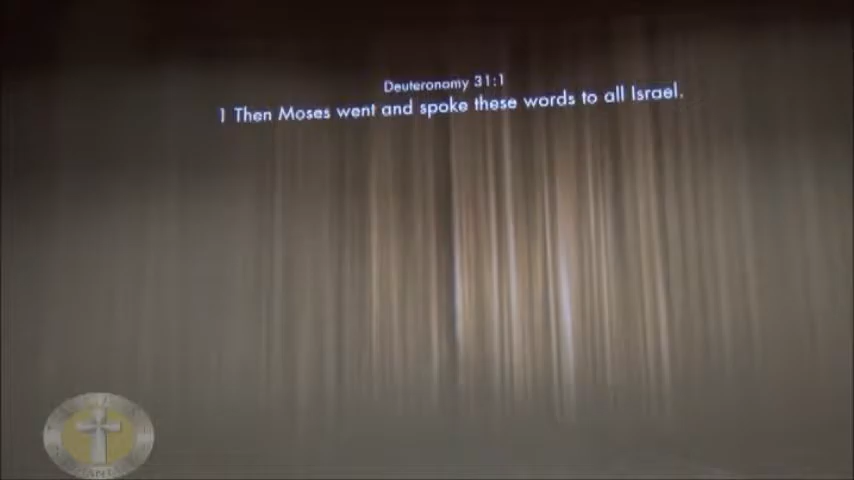 Deuteronomy 31:1
1 Then Moses went and spoke these words to all Israel.